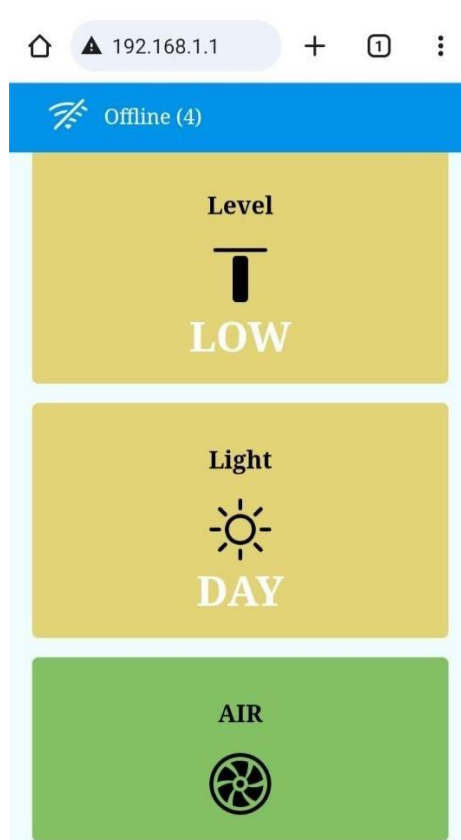 192.168.1.1
1
Offline (4)
Level
LOW
Light
DAY
AIR